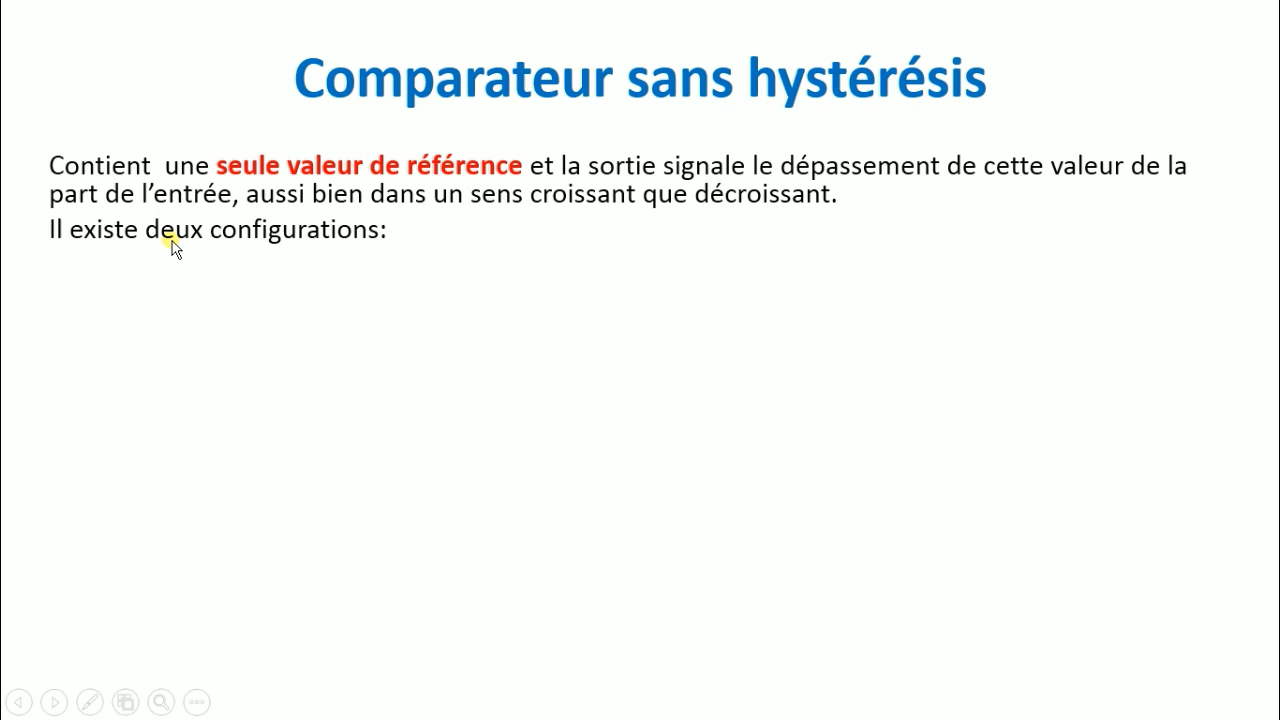 Comparateur sans hystérésis
Contient  une seule valeur de référence et la sortie signale le dépassement de cette valeur de la
part de l’entrée, aussi bien dans un sens croissant que décroissant.
Il existe deux configurations: